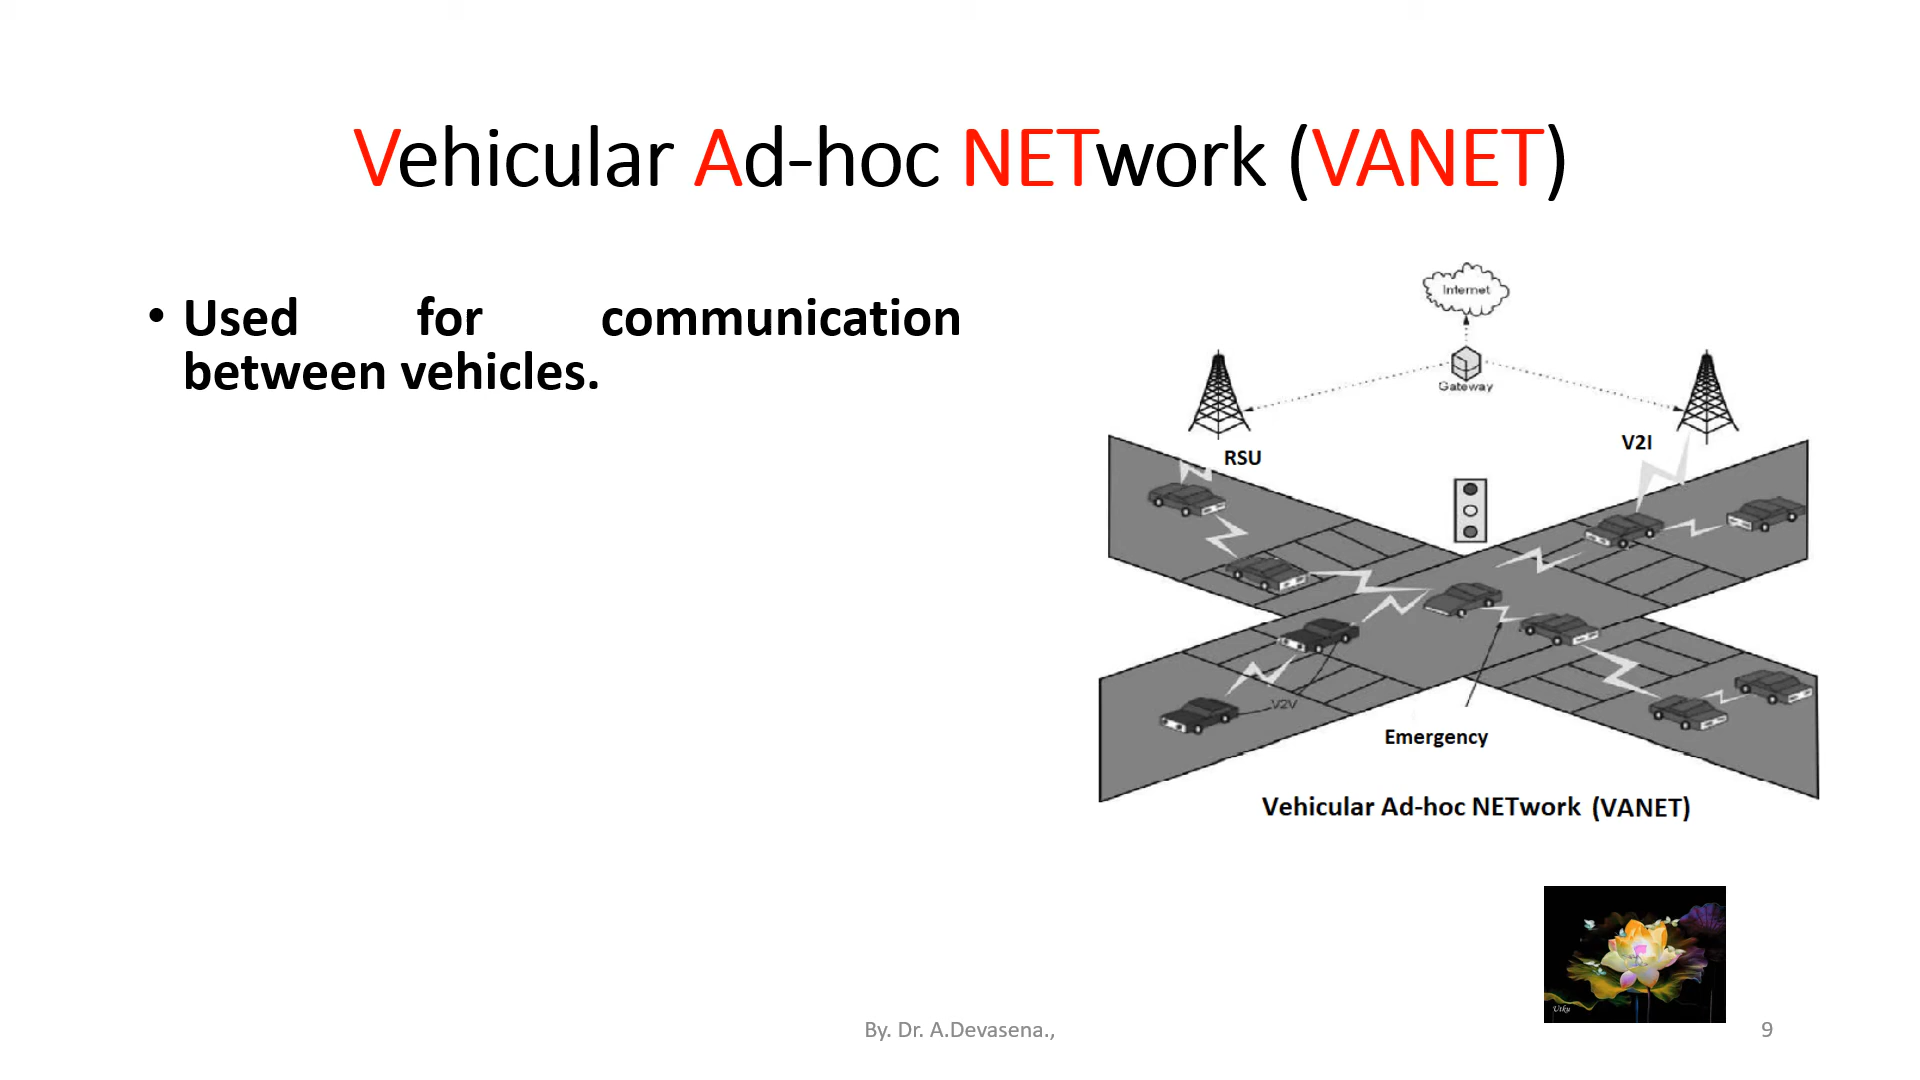 Vehicular Ad-hoc NETwork (VANET)
• Used for communication
between vehicles.
Internet
Gateway
RSU
V2I
V2V
Emergency
Vehicular Ad-hoc NETwork (VANET)
Utky
By. Dr. A.Devasena.,
9